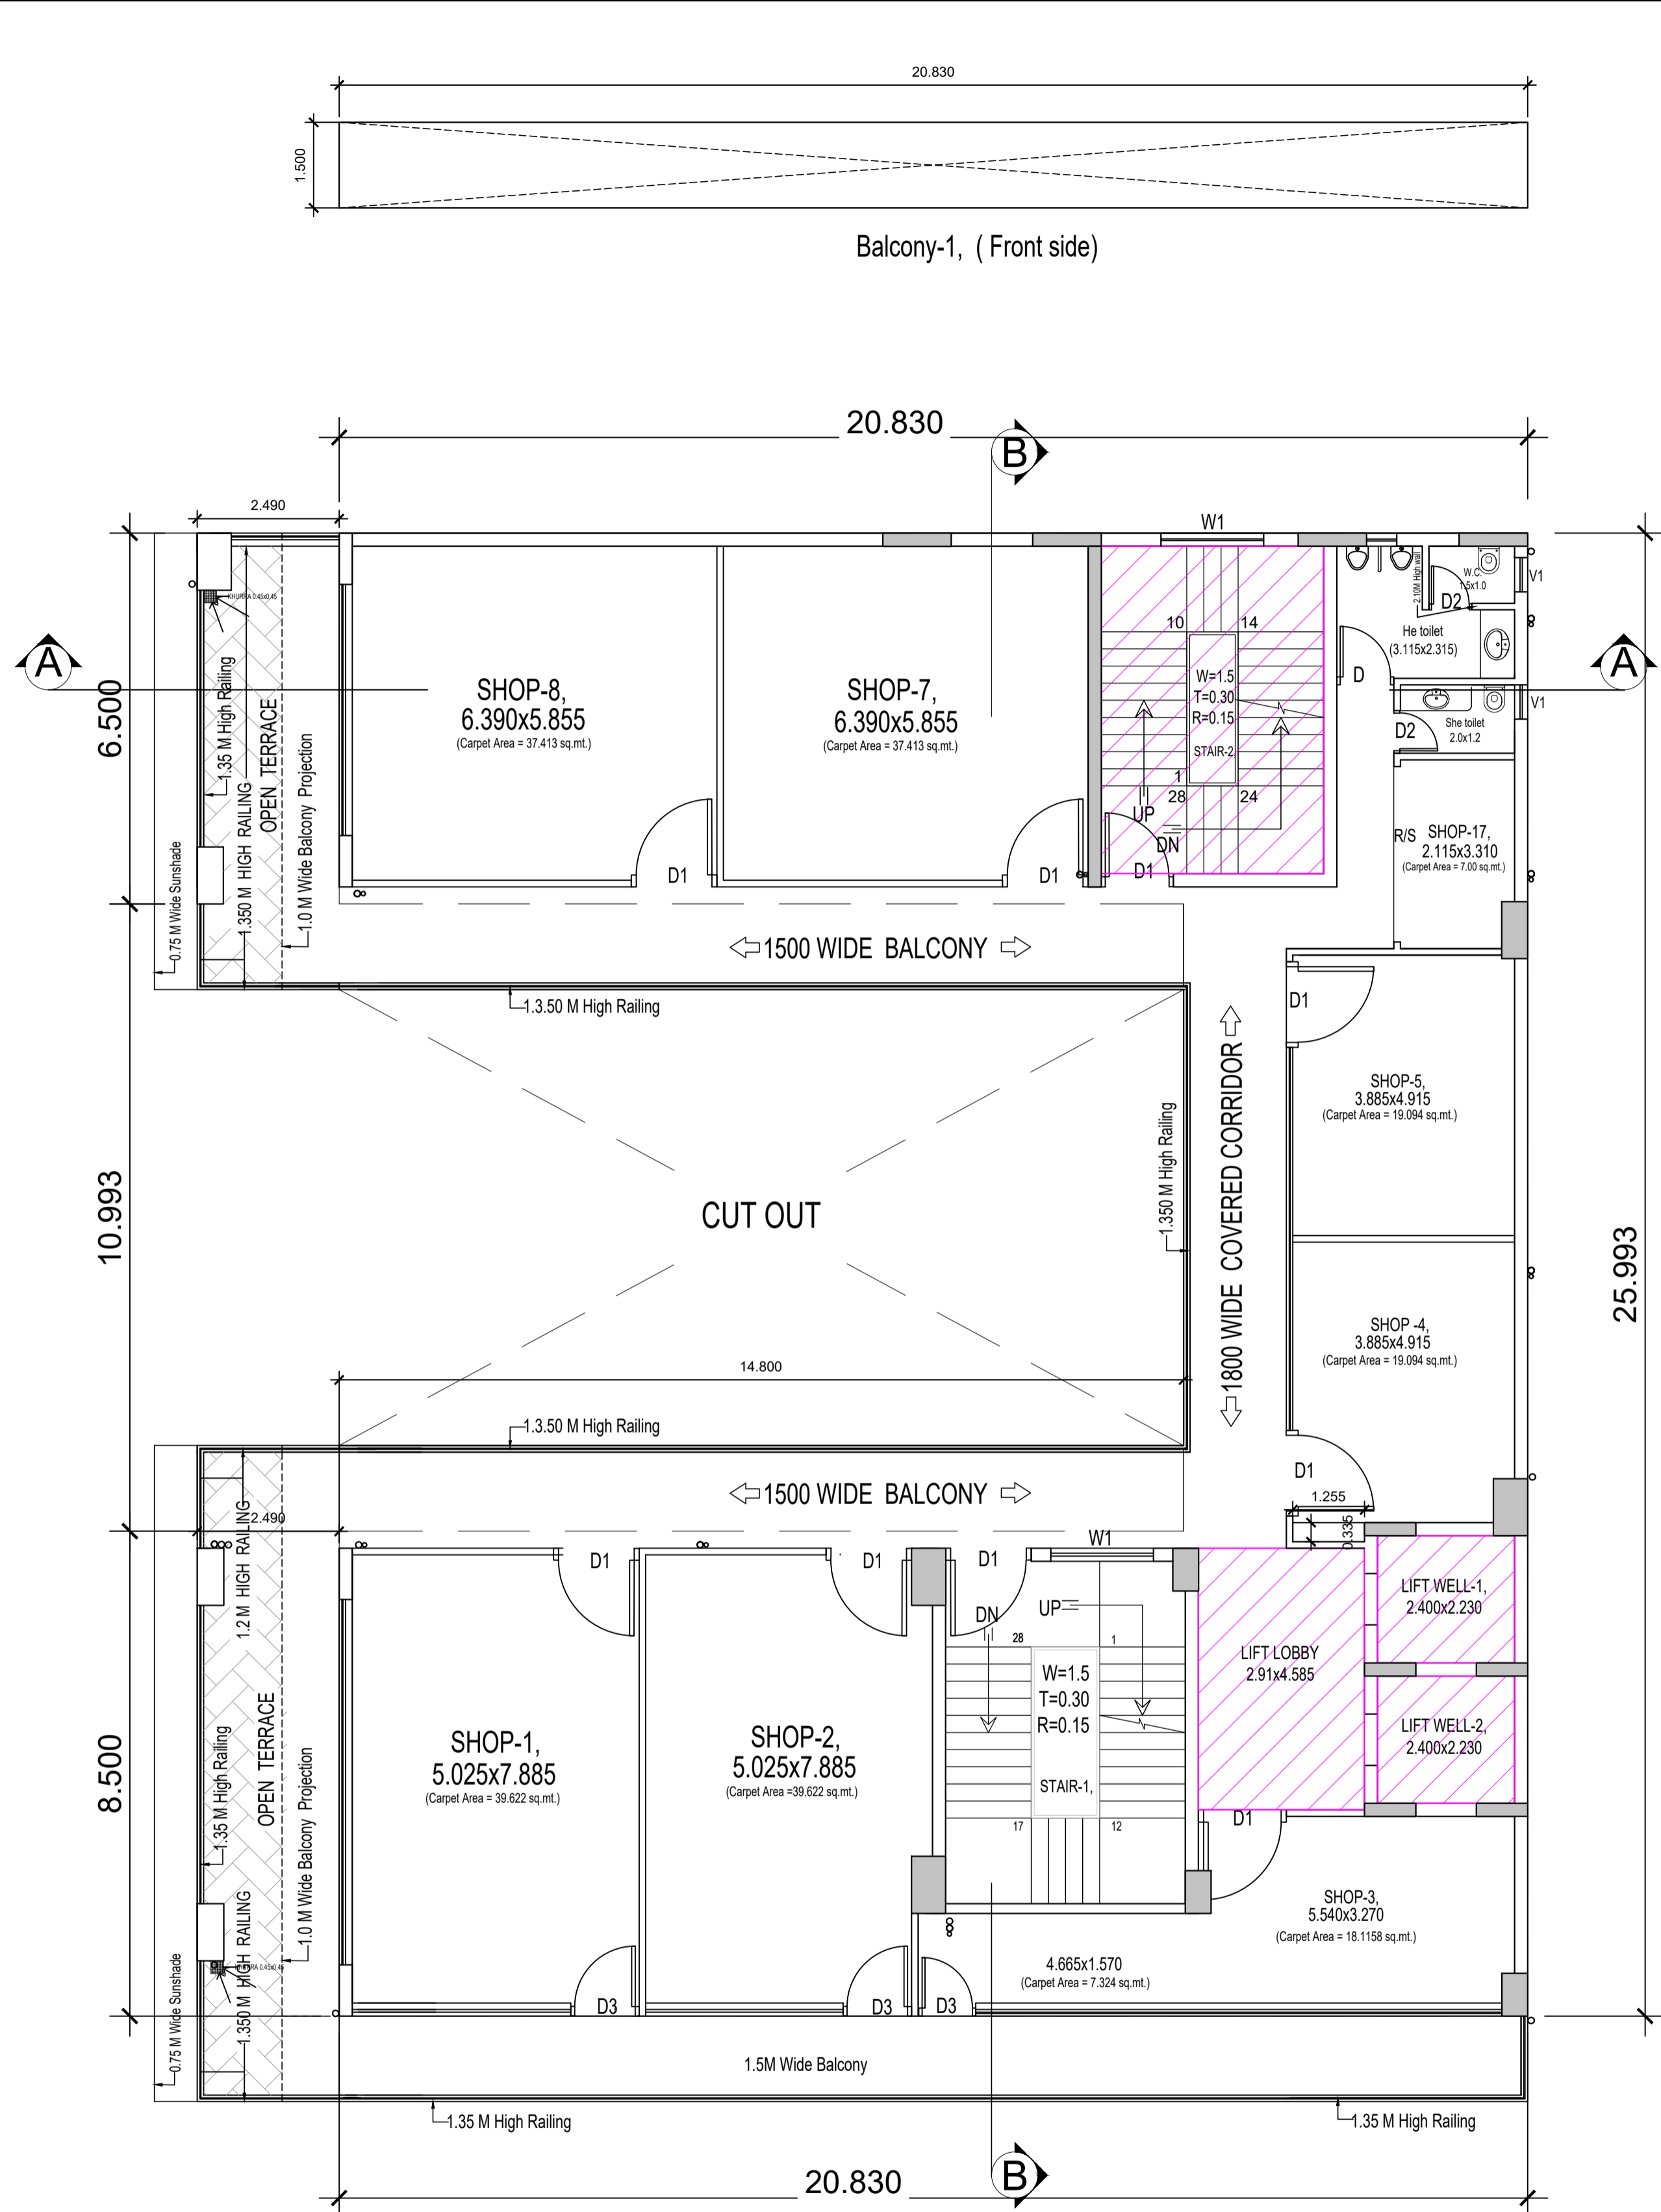 20.830
1.500
Balcony-1, ( Front side)
20.830
B
2.490
W1
KHURRA 0.45x0.45
1.35 M High Railing
1.350 M HIGH RAILING
OPEN TERRACE
1.0 M Wide Balcony Projection
0.75 M Wide Sunshade
A
6.500
SHOP-8,
6.390x5.855
(Carpet Area = 37.413 sq.mt.)
D1
SHOP-7,
6.390x5.855
(Carpet Area = 37.413 sq.mt.)
D1
10
14
W=1.5
T=0.30
R=0.15
STAIR-2,
1
28
24
UP
DN
D1
2.10M High wall
W.C.
1.5x1.0
D2
V1
He toilet
(3.115x2.315)
D
A
V1
She toilet
2.0x1.2
D2
R/S
SHOP-17,
2.115x3.310
(Carpet Area = 7.00 sq.mt.)
1500 WIDE BALCONY
1.3.50 M High Railing
D1
SHOP-5,
3.885x4.915
(Carpet Area = 19.094 sq.mt.)
1.350 M High Railing
1800 WIDE COVERED CORRIDOR
10.993
CUT OUT
25.993
14.800
SHOP -4,
3.885x4.915
(Carpet Area = 19.094 sq.mt.)
1.3.50 M High Railing
D1
1.255
0.335
1500 WIDE BALCONY
2.490
1.2 M HIGH RAILING
W1
D1
D1
D1
DN
UP
28
1
W=1.5
T=0.30
R=0.15
STAIR-1,
17
12
LIFT LOBBY
2.91x4.585
LIFT WELL-1,
2.400x2.230
LIFT WELL-2,
2.400x2.230
8.500
OPEN TERRACE
1.35 M High Railing
1.0 M Wide Balcony Projection
SHOP-1,
5.025x7.885
(Carpet Area = 39.622 sq.mt.)
SHOP-2,
5.025x7.885
(Carpet Area =39.622 sq.mt.)
D1
SHOP-3,
5.540x3.270
(Carpet Area = 18.1158 sq.mt.)
4.665x1.570
(Carpet Area = 7.324 sq.mt.)
1.350 M HIGH RAILING
0.75 M Wide Sunshade
D3
D3
D3
1.5M Wide Balcony
1.35 M High Railing
1.35 M High Railing
B
20.830